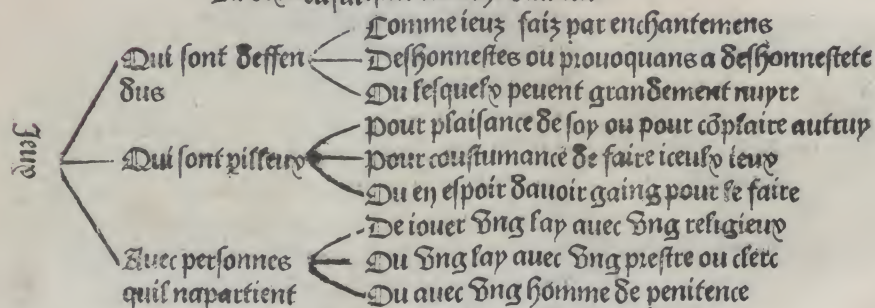 Jeux
Qui sont deffen
dus
Comme ieuz faiz par enchantemens
Deshonnestes ou prouoquans a deshonnestete
Ou lesquelx peuent grandement nuyre
Qui sont pilleux
Pour plaisance de soy ou pour cõplaire autruy
Pour coustumance de faire iceulx ieux
Ou en espoir dauoir gaing pour le faire
Auec personnes
quil napartient
De iouer vng lay auec vng religieux
Ou vng lay auec vng prestre ou clerc
Ou auec vng homme de penitence